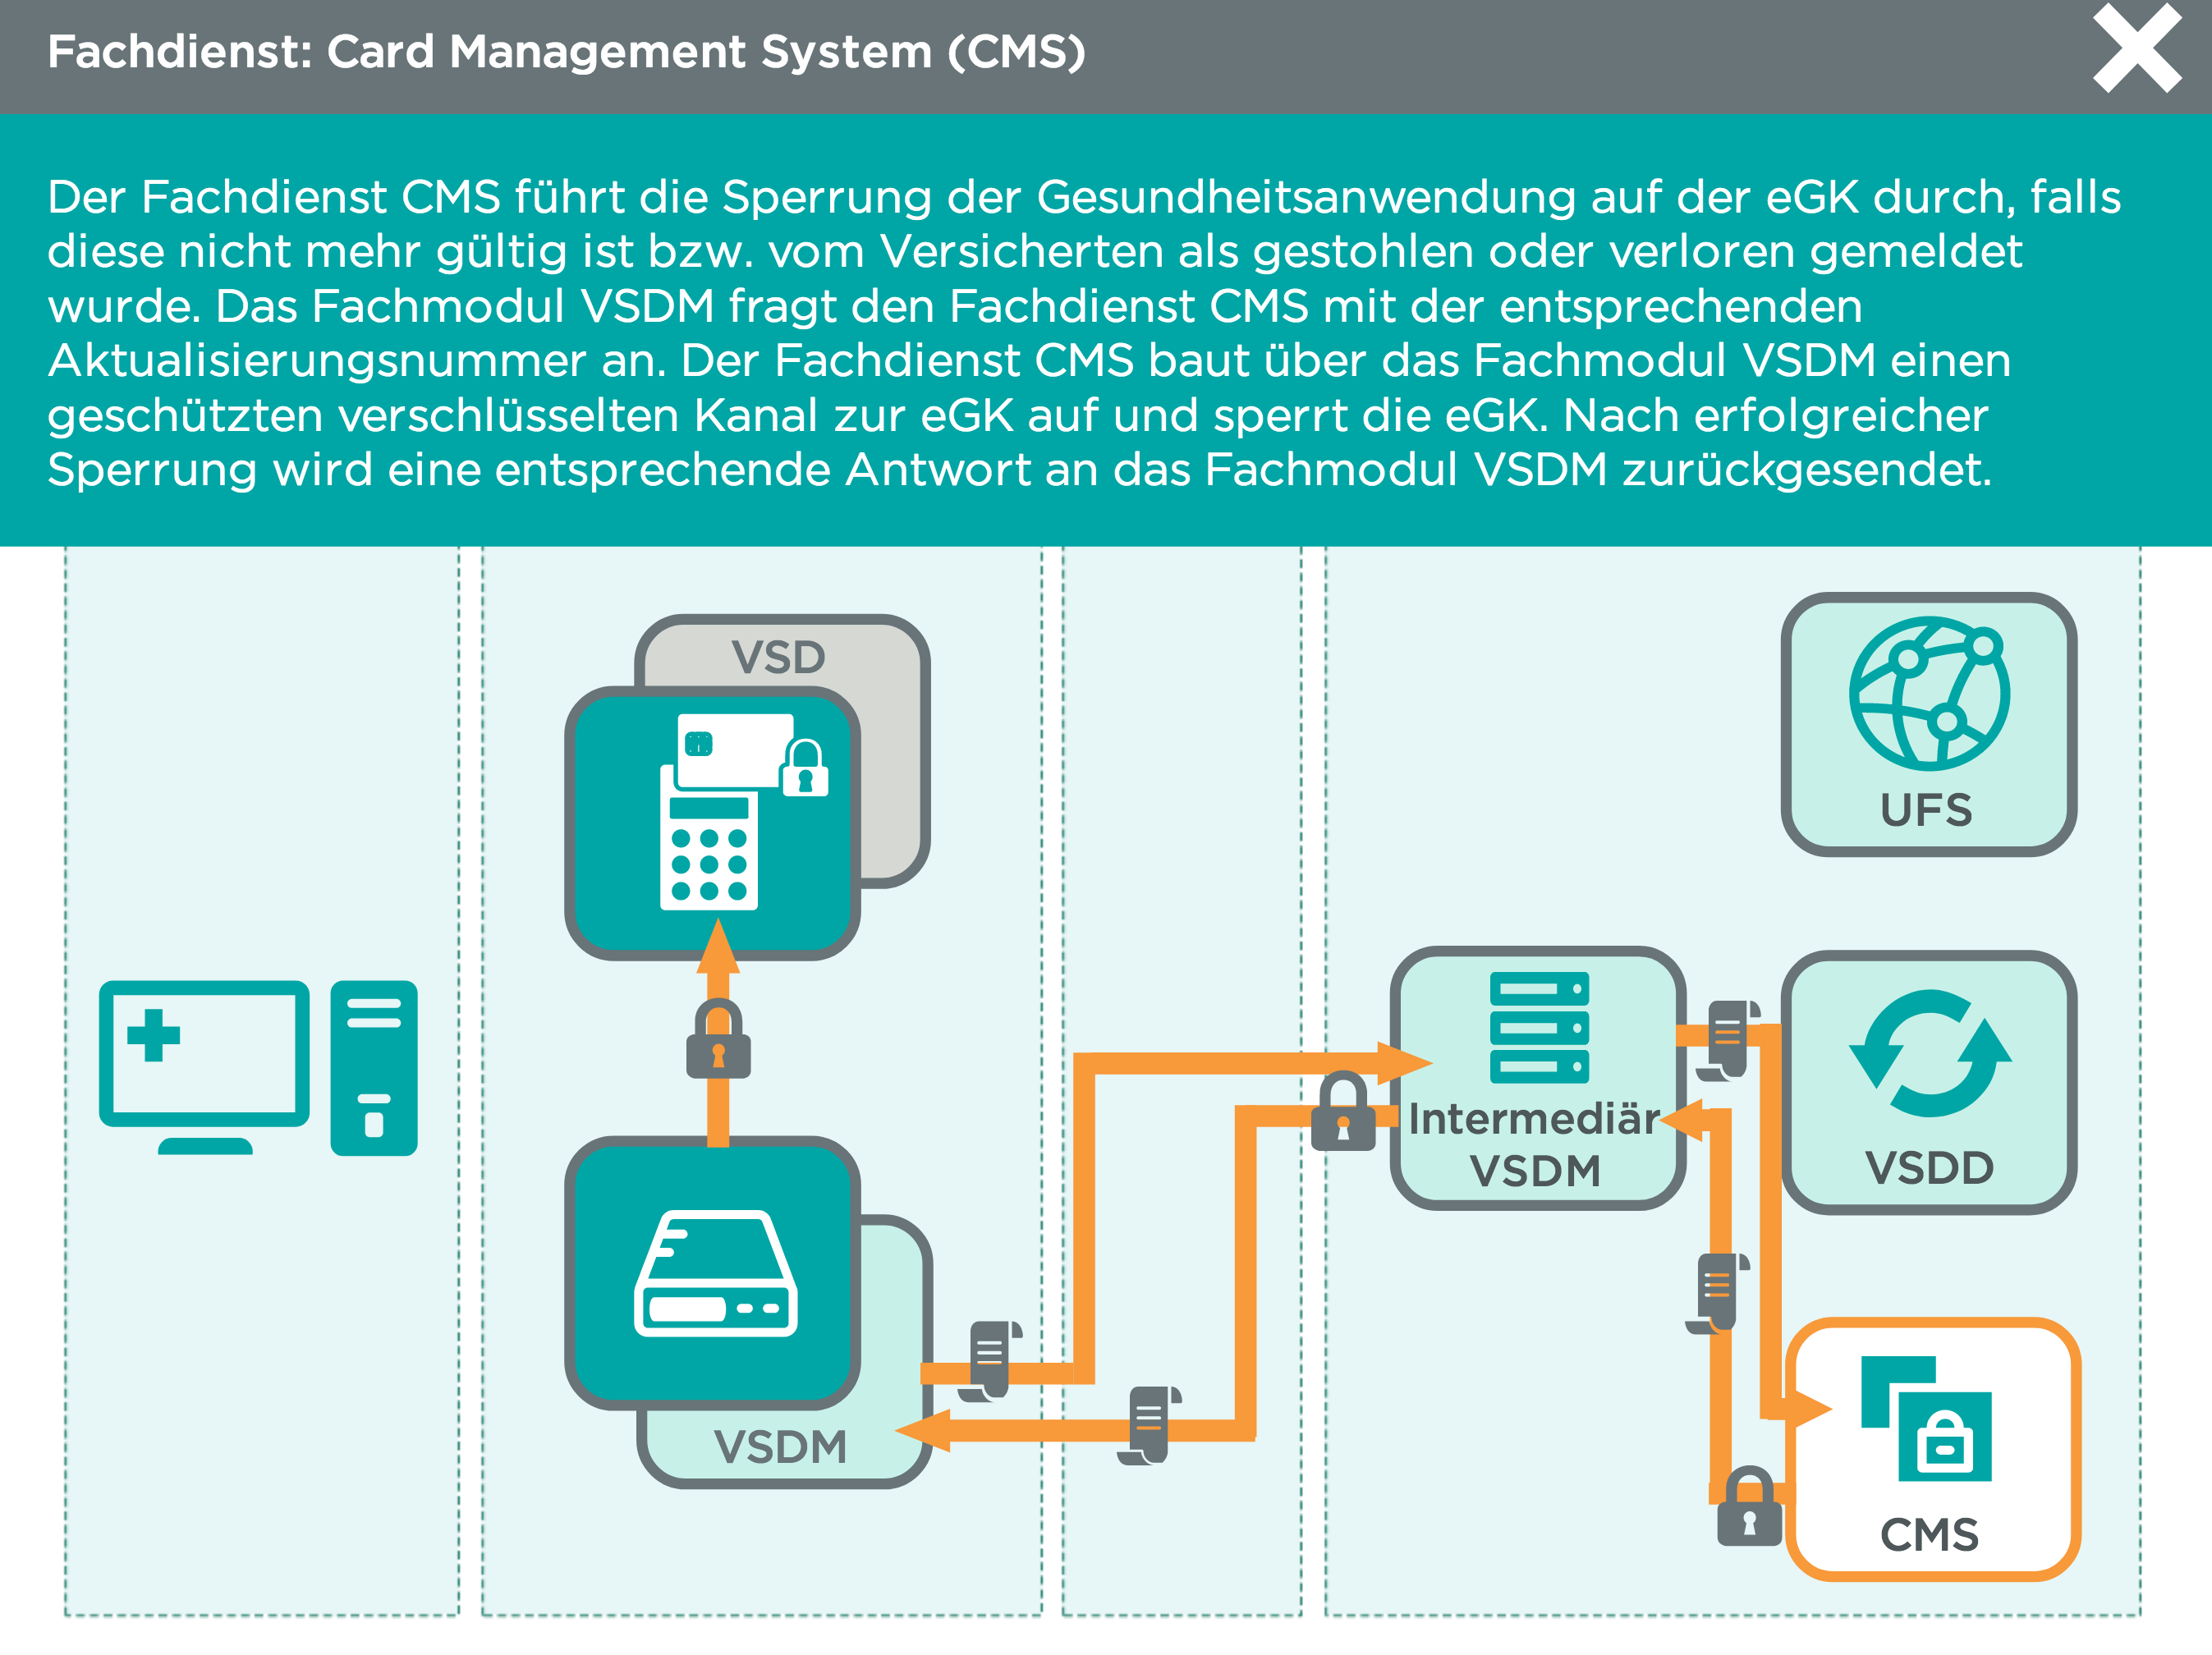 Fachdienst: Card Management System (CMS)
Der Fachdienst CMS führt die Sperrung der Gesundheitsanwendung auf der eGK durch, falls
diese nicht mehr gültig ist bzw. vom Versicherten als gestohlen oder verloren gemeldet
wurde. Das Fachmodul VSDM fragt den Fachdienst CMS mit der entsprechenden
Aktualisierungsnummer an. Der Fachdienst CMS baut über das Fachmodul VSDM einen
geschützten verschlüsselten Kanal zur eGK auf und sperrt die eGK. Nach erfolgreicher
Sperrung wird eine entsprechende Antwort an das Fachmodul VSDM zurückgesendet.
VSD
UFS
Intermediär
VSDM
VSDD
VSDM
CMS